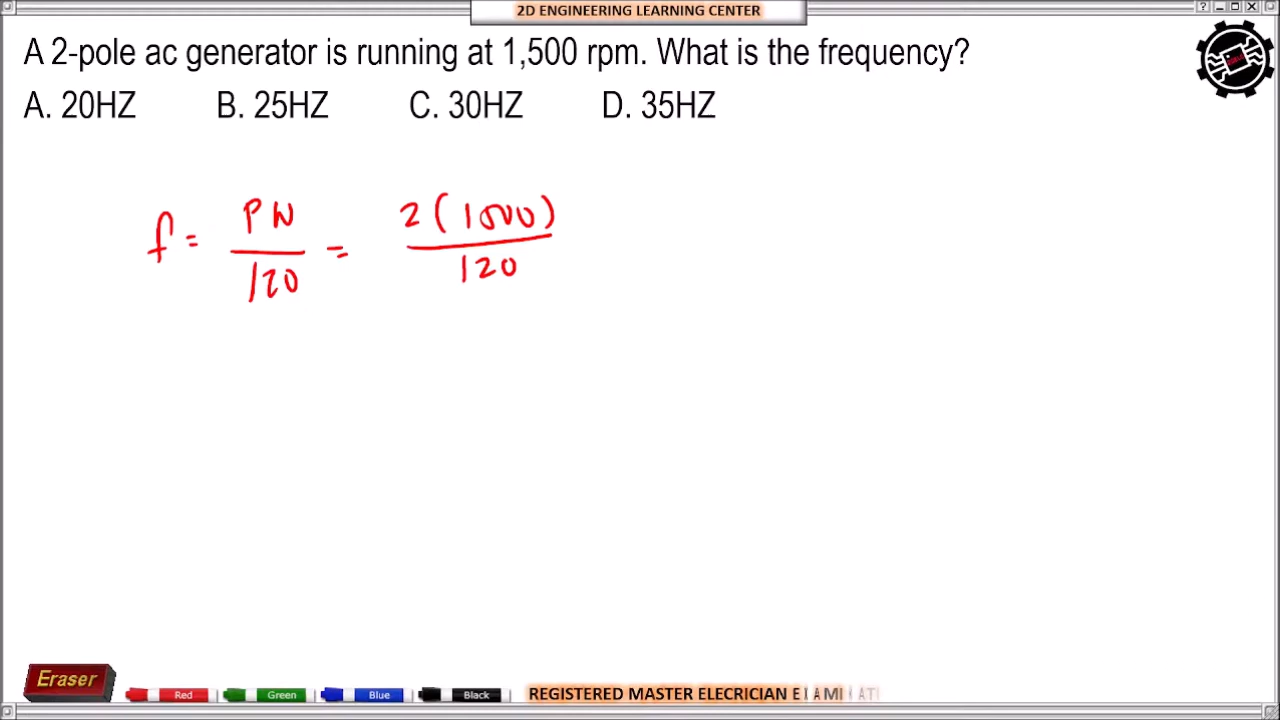 2D ENGINEERING LEARNING CENTER
A 2-pole ac generator is running at 1,500 rpm. What is the frequency?
A. 20HZ B. 25HZ C. 30HZ D. 35HZ
f = PN / 120 = 2 (1500) / 120
Eraser
Red Green Blue Black
REGISTERED MASTER ELECRICIAN EXAMINATI